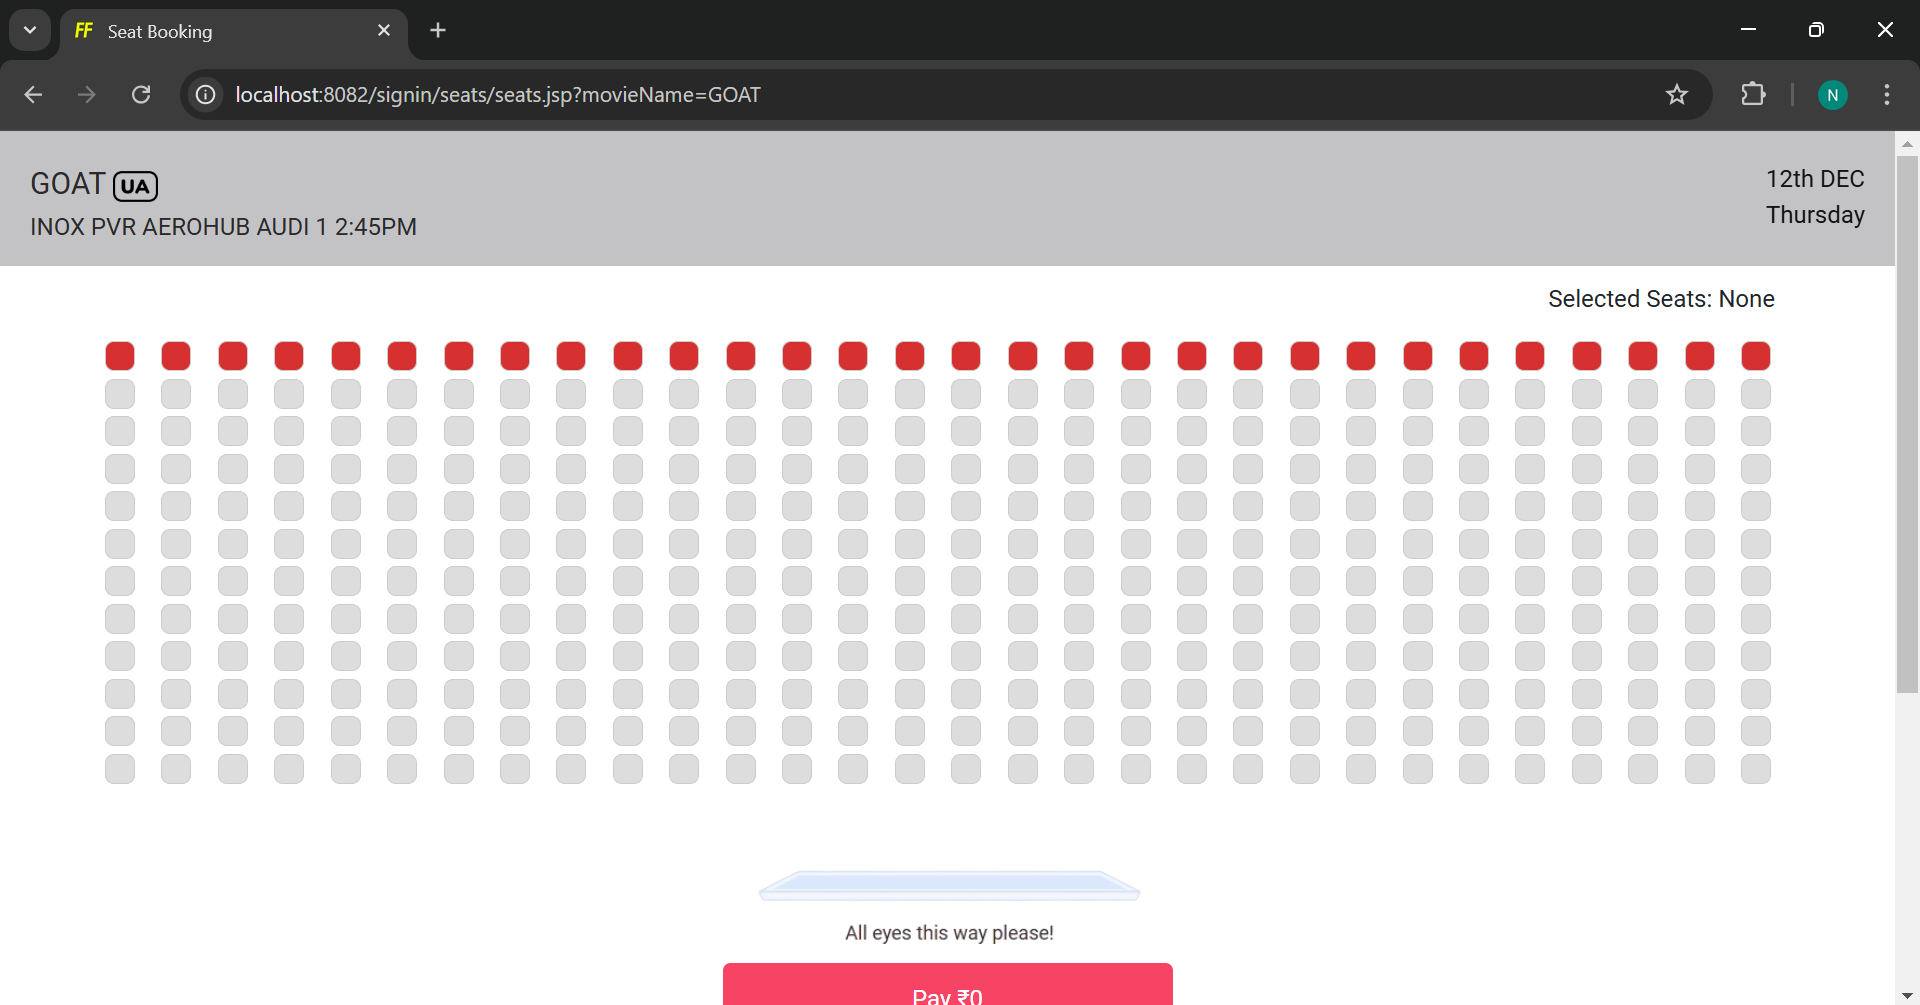 FF Seat Booking
localhost:8082/signin/seats/seats.jsp?movieName=GOAT
N
GOAT UA
INOX PVR AEROHUB AUDI 1 2:45PM
12th DEC
Thursday
Selected Seats: None
All eyes this way please!
Pay ₹0